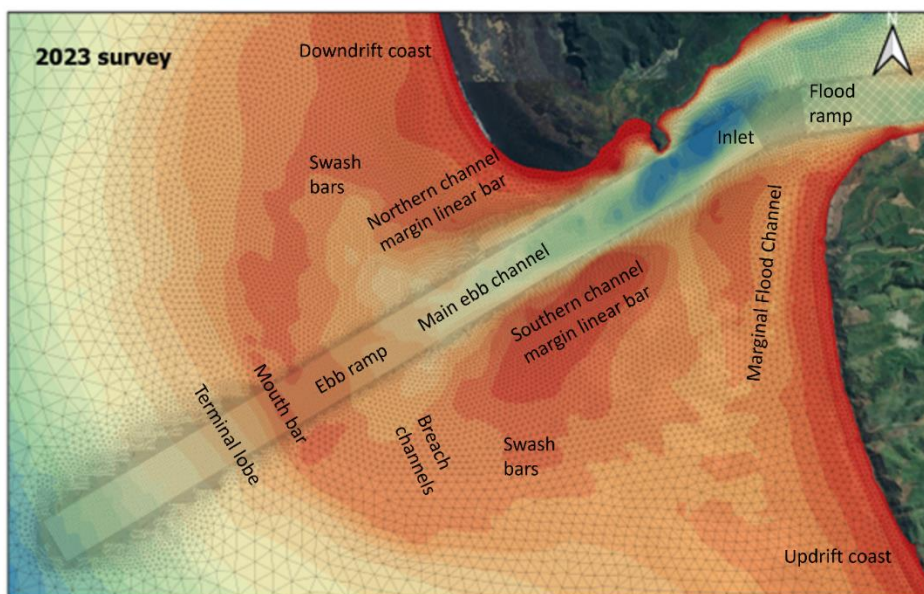 2023 survey
Downdrift coast
N
Flood
ramp
Inlet
Swash
bars
Northern channel
margin linear bar
Main ebb channel
Southern channel
margin linear bar
Marginal Flood Channel
Ebb ramp
Mouth bar
Terminal lobe
Breach
channels
Swash
bars
Updrift coast